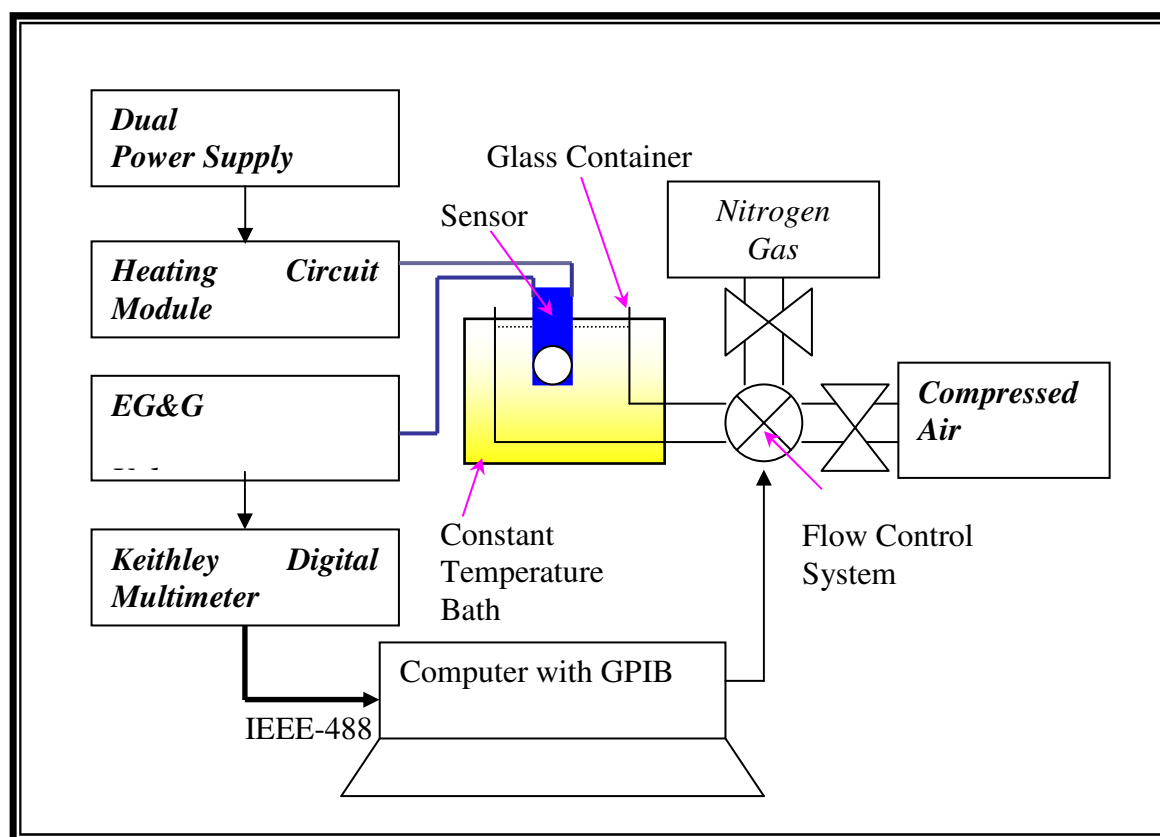 Dual
Power Supply
Glass Container
Sensor
Nitrogen
Gas
Heating Circuit
Module
EG&G
Compressed
Air
Keithley Digital
Multimeter
Constant
Temperature
Bath
Flow Control
System
Computer with GPIB
IEEE-488